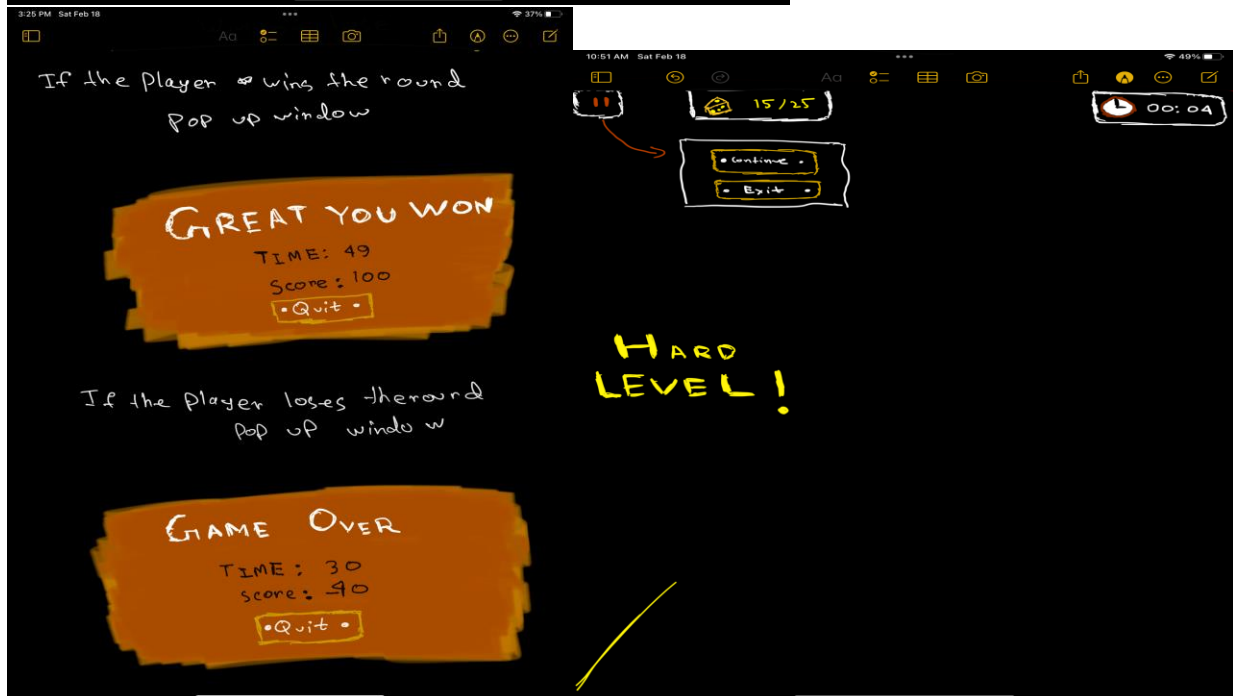 3:25 PM Sat Feb 18
37%
Aa
If the player wins the round
pop up window
GREAT YOU WON
TIME: 49
Score: 100
• Quit •
If the player loses the round
pop up window
GAME OVER
TIME: 30
score: 90
• Quit •
10:51 AM Sat Feb 18
49%
Aa
15/25
00:04
• Continue •
• Exit •
HARD
LEVEL!